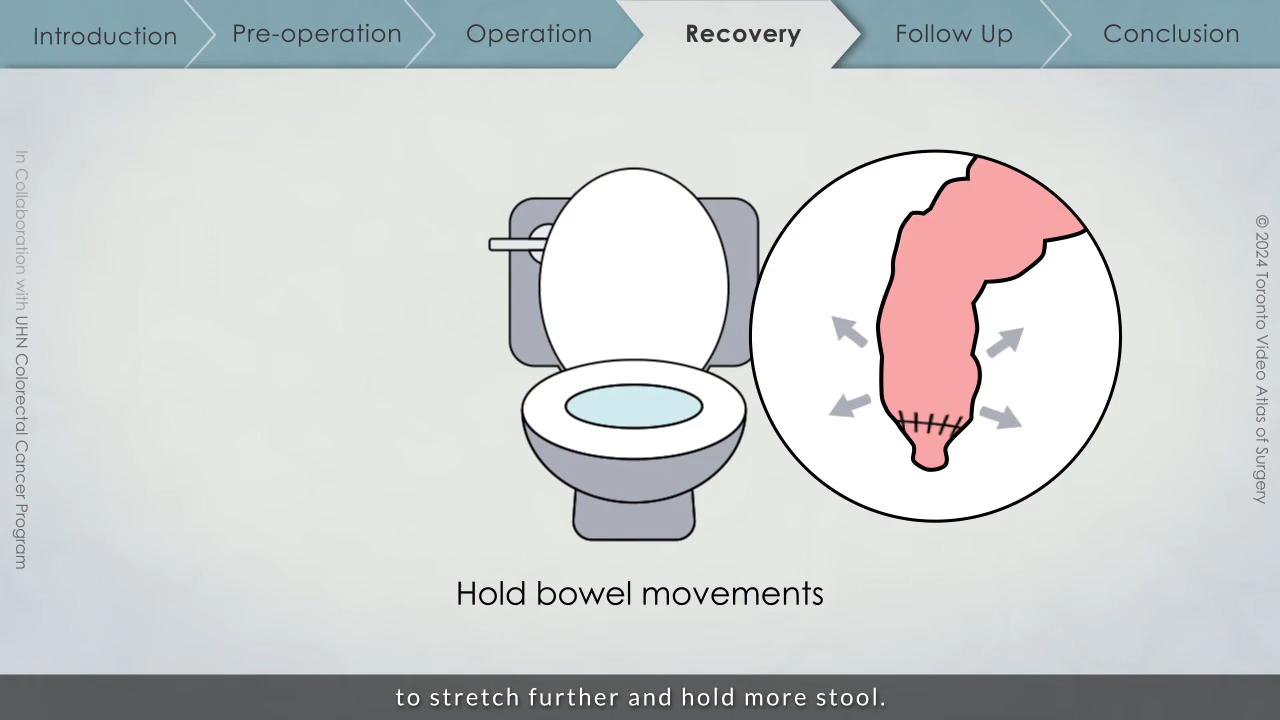 Introduction
Pre-operation
Operation
Recovery
Follow Up
Conclusion
In Collaboration with UHN Colorectal Cancer Program
© 2024 Toronto Video Atlas of Surgery
Hold bowel movements
to stretch further and hold more stool.